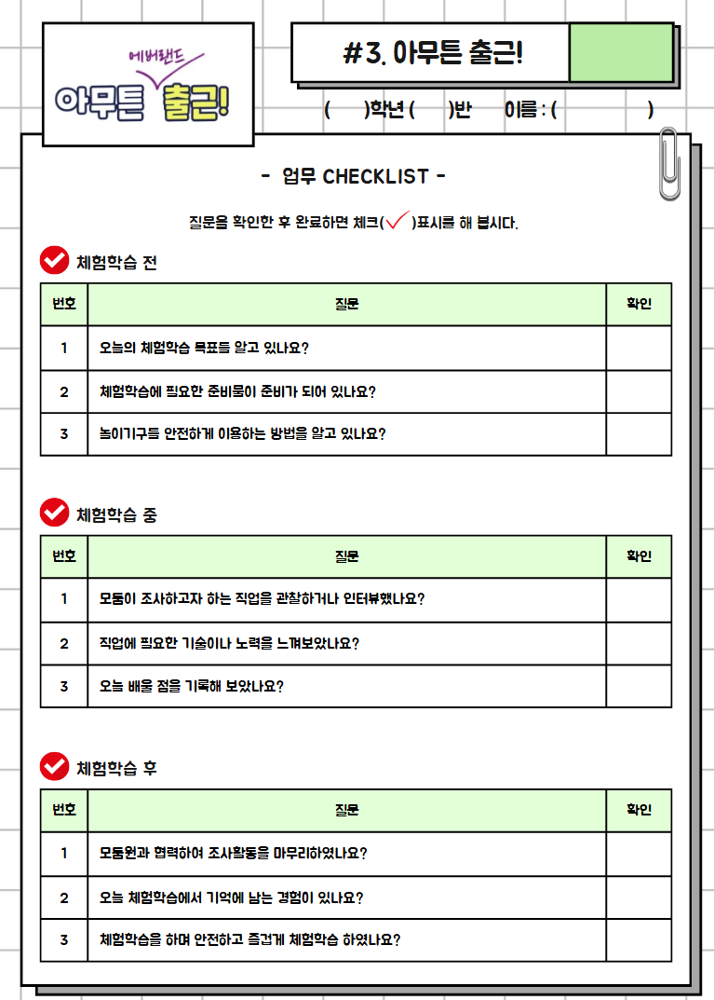 에버랜드
아무튼 출근!
#3. 아무튼 출근!
( )학년 ( )반 이름 : ( )
- 업무 CHECKLIST -
질문을 확인한 후 완료하면 체크( )표시를 해 봅시다.
체험학습 전
번호 질문 확인
1 오늘의 체험학습 목표를 알고 있나요?
2 체험학습에 필요한 준비물이 준비가 되어 있나요?
3 놀이기구를 안전하게 이용하는 방법을 알고 있나요?
체험학습 중
번호 질문 확인
1 모둠이 조사하고자 하는 직업을 관찰하거나 인터뷰했나요?
2 직업에 필요한 기술이나 노력을 느껴보았나요?
3 오늘 배울 점을 기록해 보았나요?
체험학습 후
번호 질문 확인
1 모둠원과 협력하여 조사활동을 마무리하였나요?
2 오늘 체험학습에서 기억에 남는 경험이 있나요?
3 체험학습을 하며 안전하고 즐겁게 체험학습 하였나요?